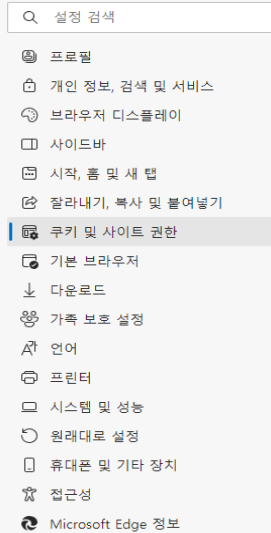 설정 검색
프로필
개인 정보, 검색 및 서비스
브라우저 디스플레이
사이드바
시작, 홈 및 새 탭
잘라내기, 복사 및 붙여넣기
쿠키 및 사이트 권한
기본 브라우저
다운로드
가족 보호 설정
언어
프린터
시스템 및 성능
원래대로 설정
휴대폰 및 기타 장치
접근성
Microsoft Edge 정보